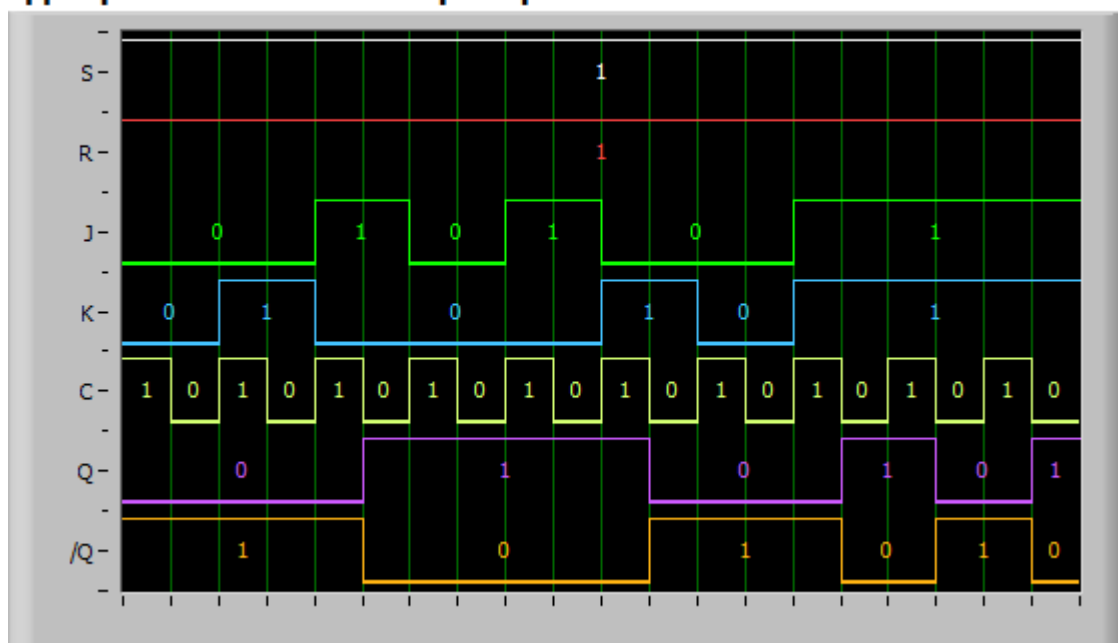 S 1
R 1
J 0 1 0 1 0 1
K 0 1 0 1 0 1
C 1 0 1 0 1 0 1 0 1 0 1 0 1 0 1 0 1 0 1 0
Q 0 1 0 1 0 1
/Q 1 0 1 0 1 0